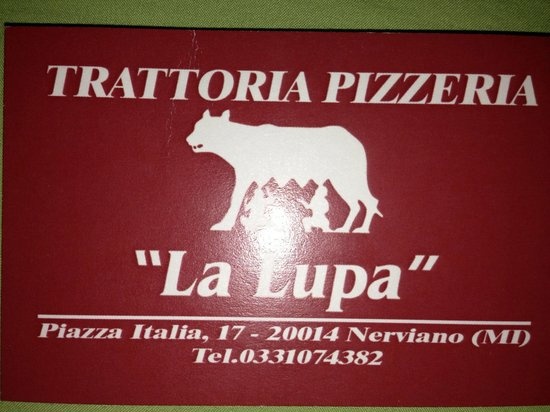 TRATTORIA PIZZERIA
"La Lupa"
Piazza Italia, 17 - 20014 Nerviano (MI)
Tel.0331074382